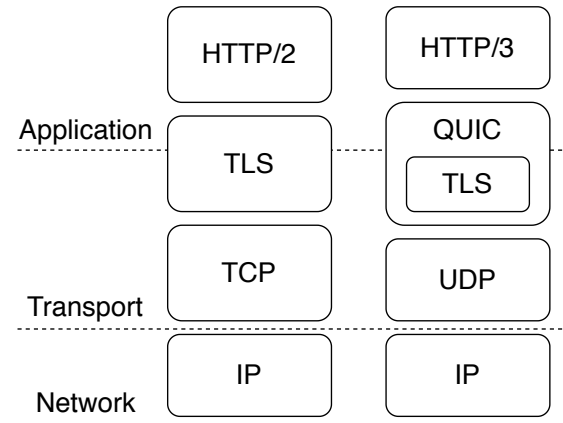 HTTP/2 HTTP/3
Application QUIC
TLS TLS
TCP UDP
Transport
IP IP
Network